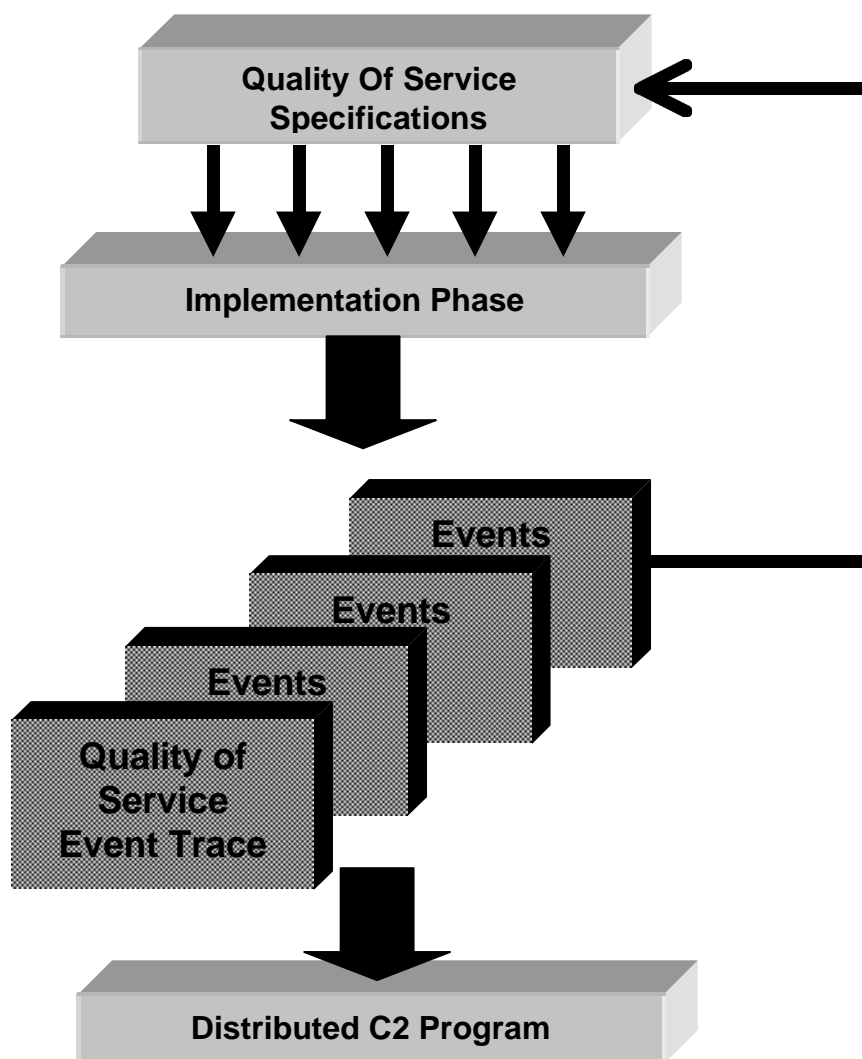 Quality Of Service
Specifications
Implementation Phase
Events
Events
Events
Quality of
Service
Event Trace
Distributed C2 Program